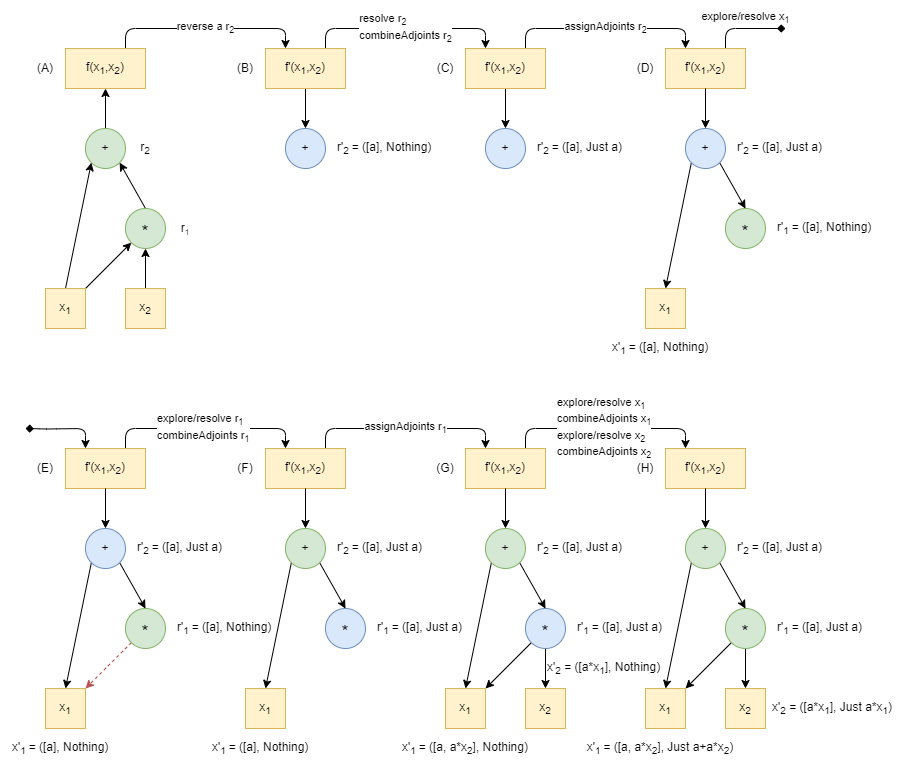 reverse a r₂
resolve r₂
combineAdjoints r₂
assignAdjoints r₂
explore/resolve x₁
(A)
f(x₁,x₂)
(B)
f'(x₁,x₂)
(C)
f'(x₁,x₂)
(D)
f'(x₁,x₂)
+
r₂
+
r'₂ = ([a], Nothing)
+
r'₂ = ([a], Just a)
+
r'₂ = ([a], Just a)
*
r₁
*
r'₁ = ([a], Nothing)
x₁
x₂
x₁
x'₁ = ([a], Nothing)
explore/resolve r₁
combineAdjoints r₁
assignAdjoints r₁
explore/resolve x₁
combineAdjoints x₁
explore/resolve x₂
combineAdjoints x₂
(E)
f'(x₁,x₂)
(F)
f'(x₁,x₂)
(G)
f'(x₁,x₂)
(H)
f'(x₁,x₂)
+
r'₂ = ([a], Just a)
+
r'₂ = ([a], Just a)
+
r'₂ = ([a], Just a)
+
r'₂ = ([a], Just a)
*
r'₁ = ([a], Nothing)
*
r'₁ = ([a], Just a)
*
r'₁ = ([a], Just a)
*
r'₁ = ([a], Just a)
x'₂ = ([a*x₁], Nothing)
x₁
x₁
x₁
x₂
x₁
x₂
x'₂ = ([a*x₁], Just a*x₁)
x'₁ = ([a], Nothing)
x'₁ = ([a], Nothing)
x'₁ = ([a, a*x₂], Nothing)
x'₁ = ([a, a*x₂], Just a+a*x₂)